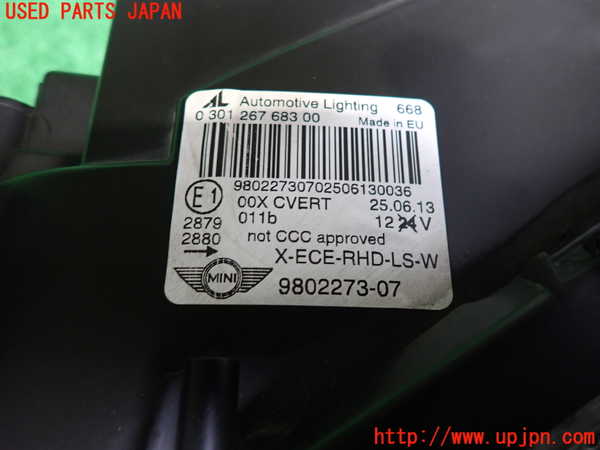 USED PARTS JAPAN
AL Automotive Lighting 668
0 301 267 683 00 Made in EU
98022730702506130036
E1 00X CVERT 25.06.13
2879 011b 12 24 V
2880 not CCC approved
X-ECE-RHD-LS-W
MINI 9802273-07
http://www.upjpn.com/